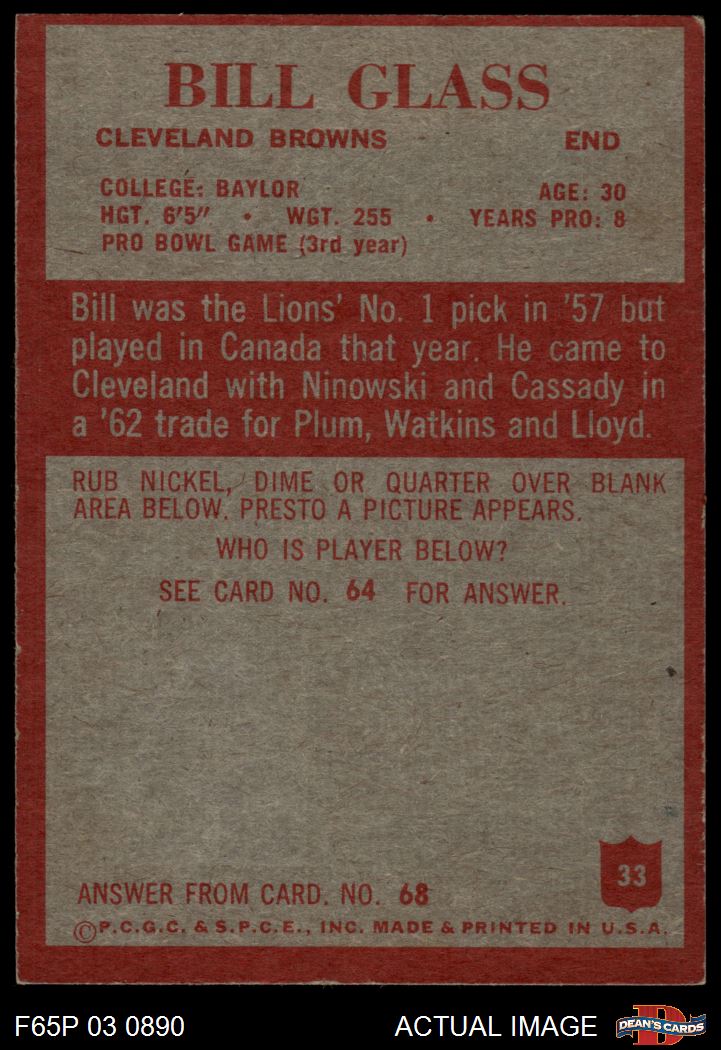 BILL GLASS
CLEVELAND BROWNS END
COLLEGE: BAYLOR AGE: 30
HGT. 6'5" • WGT. 255 • YEARS PRO: 8
PRO BOWL GAME (3rd year)
Bill was the Lions' No. 1 pick in '57 but
played in Canada that year. He came to
Cleveland with Ninowski and Cassady in
a '62 trade for Plum, Watkins and Lloyd.
RUB NICKEL, DIME OR QUARTER OVER BLANK
AREA BELOW. PRESTO A PICTURE APPEARS.
WHO IS PLAYER BELOW?
SEE CARD NO. 64 FOR ANSWER.
33
ANSWER FROM CARD. NO. 68
©P.C.G.C. & S.P.C.E., INC. MADE & PRINTED IN U.S.A.
F65P 03 0890 ACTUAL IMAGE D DEAN'S CARDS